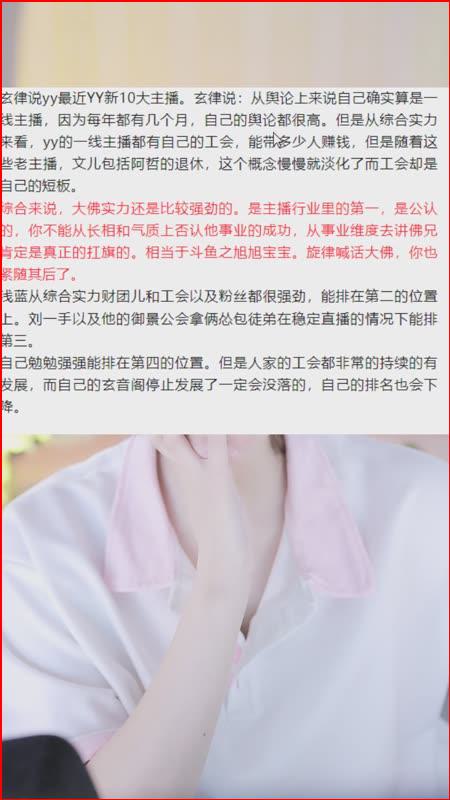 玄律说yy最近YY新10大主播。玄律说：从舆论上来说自己确实算是一
线主播，因为每年都有几个月，自己的舆论都很高。但是从综合实力
来看，yy的一线主播都有自己的工会，能带多少人赚钱，但是随着这
些老主播，文儿包括阿哲的退休，这个概念慢慢就淡化了而工会却是
自己的短板。
综合来说，大佛实力还是比较强劲的。是主播行业里的第一，是公认
的，你不能从长相和气质上否认他事业的成功，从事业维度去讲佛兄
肯定是真正的扛旗的。相当于斗鱼之旭旭宝宝。旋律喊话大佛，你也
紧随其后了。
浅蓝从综合实力财团儿和工会以及粉丝都很强劲，能排在第二的位置
上。刘一手以及他的御景公会拿俩怂包徒弟在稳定直播的情况下能排
第三。
自己勉勉强强能排在第四的位置。但是人家的工会都非常的持续的有
发展，而自己的玄音阁停止发展了一定会没落的，自己的排名也会下
降。